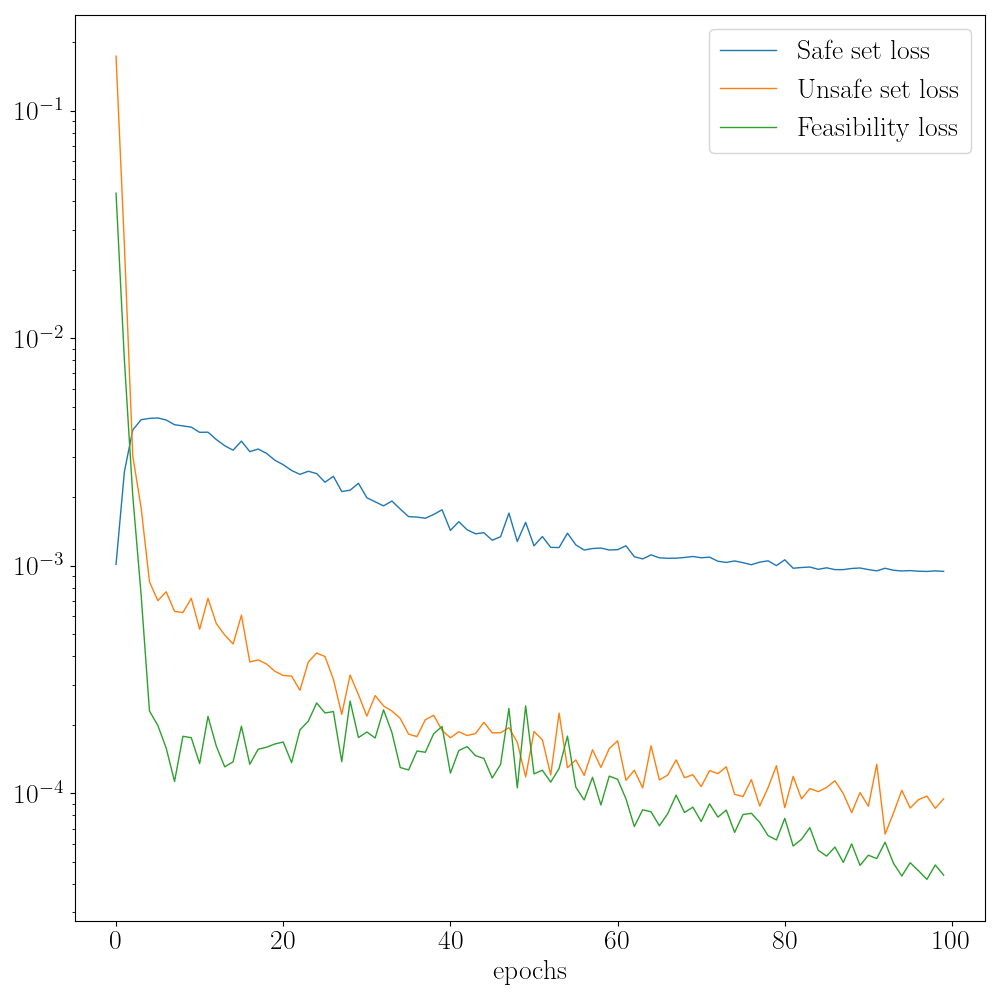 Safe set loss
Unsafe set loss
Feasibility loss
10⁻¹
10⁻²
10⁻³
10⁻⁴
0 20 40 60 80 100
epochs